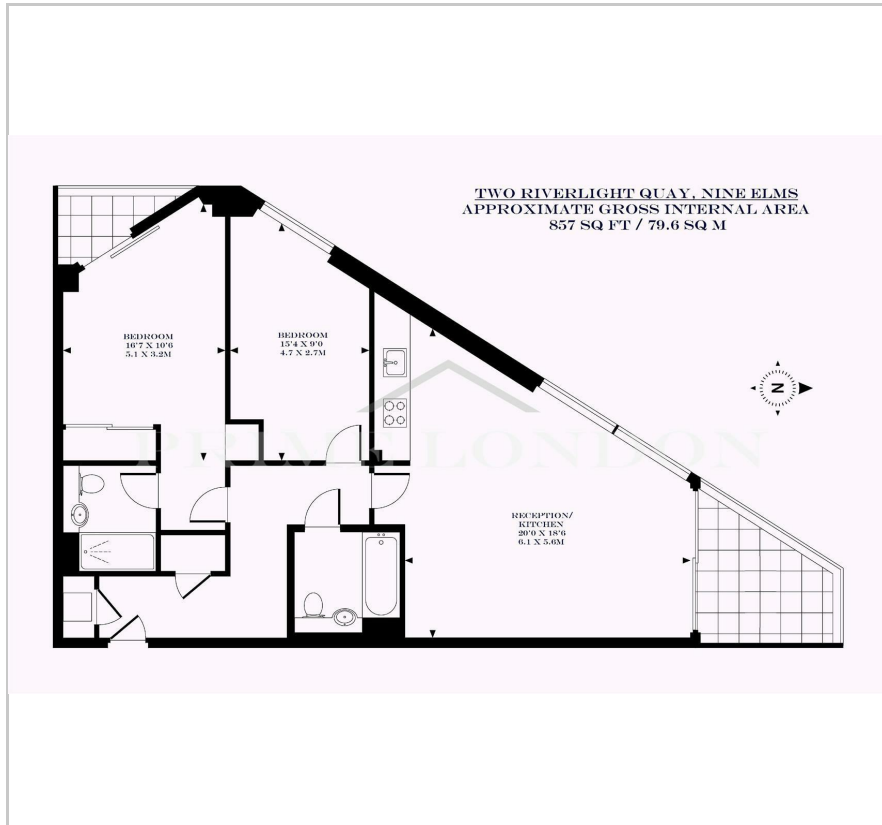 TWO RIVERLIGHT QUAY, NINE ELMS
APPROXIMATE GROSS INTERNAL AREA
857 SQ FT / 79.6 SQ M
BEDROOM
16'7 X 10'6
5.1 X 3.2M
BEDROOM
15'4 X 9'0
4.7 X 2.7M
N
PRIME LONDON
RECEPTION/
KITCHEN
20'0 X 18'6
6.1 X 5.6M